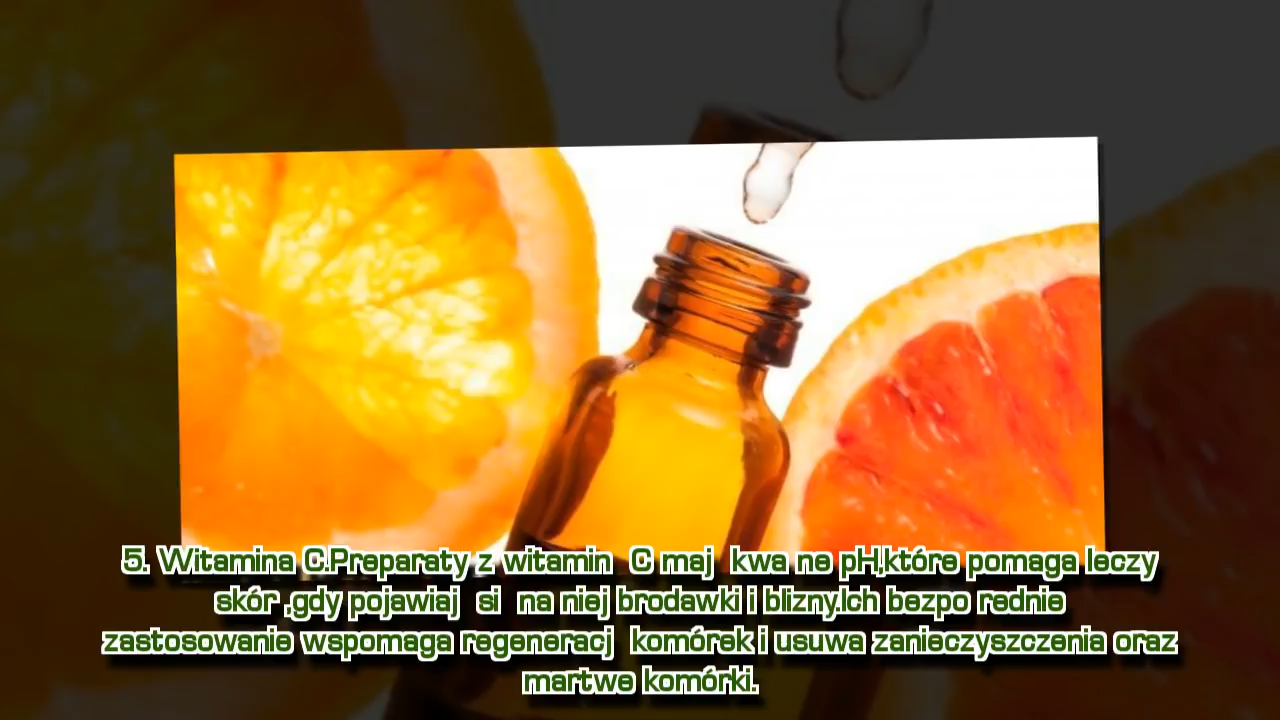 5. Witamina C.Preparaty z witamin  C maj  kwa ne pH,które pomaga leczy
skór ,gdy pojawiaj  si  na niej brodawki i blizny.Ich bezpo rednie
zastosowanie wspomaga regeneracj  komórek i usuwa zanieczyszczenia oraz
martwe komórki.